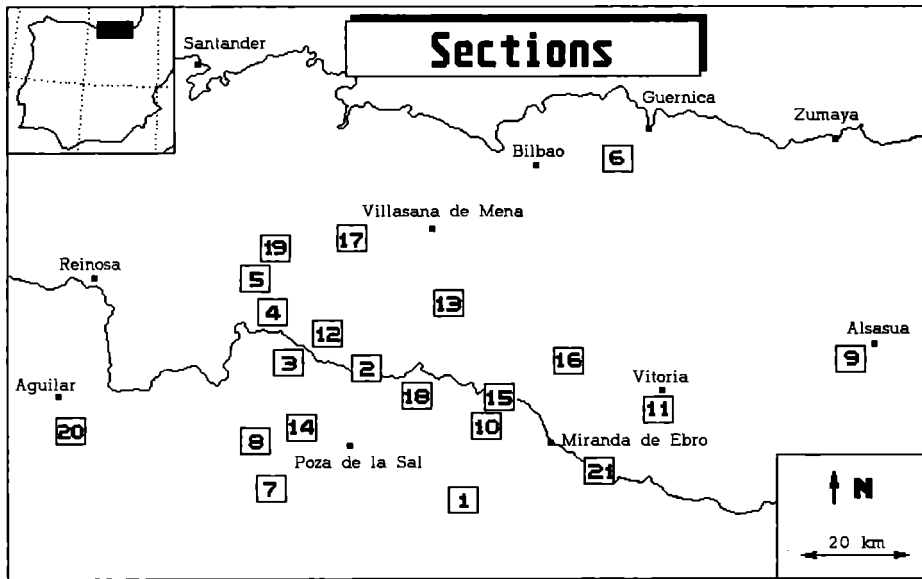 Sections
Santander
Guernica
Zumaya
Bilbao
6
Villasana de Mena
17
19
Reinosa
5
4
13
12
Alsasua
3
2
16
9
Aguilar
18
15
Vitoria
11
20
14
10
8
Poza de la Sal
Miranda de Ebro
21
7
1
N
20 km